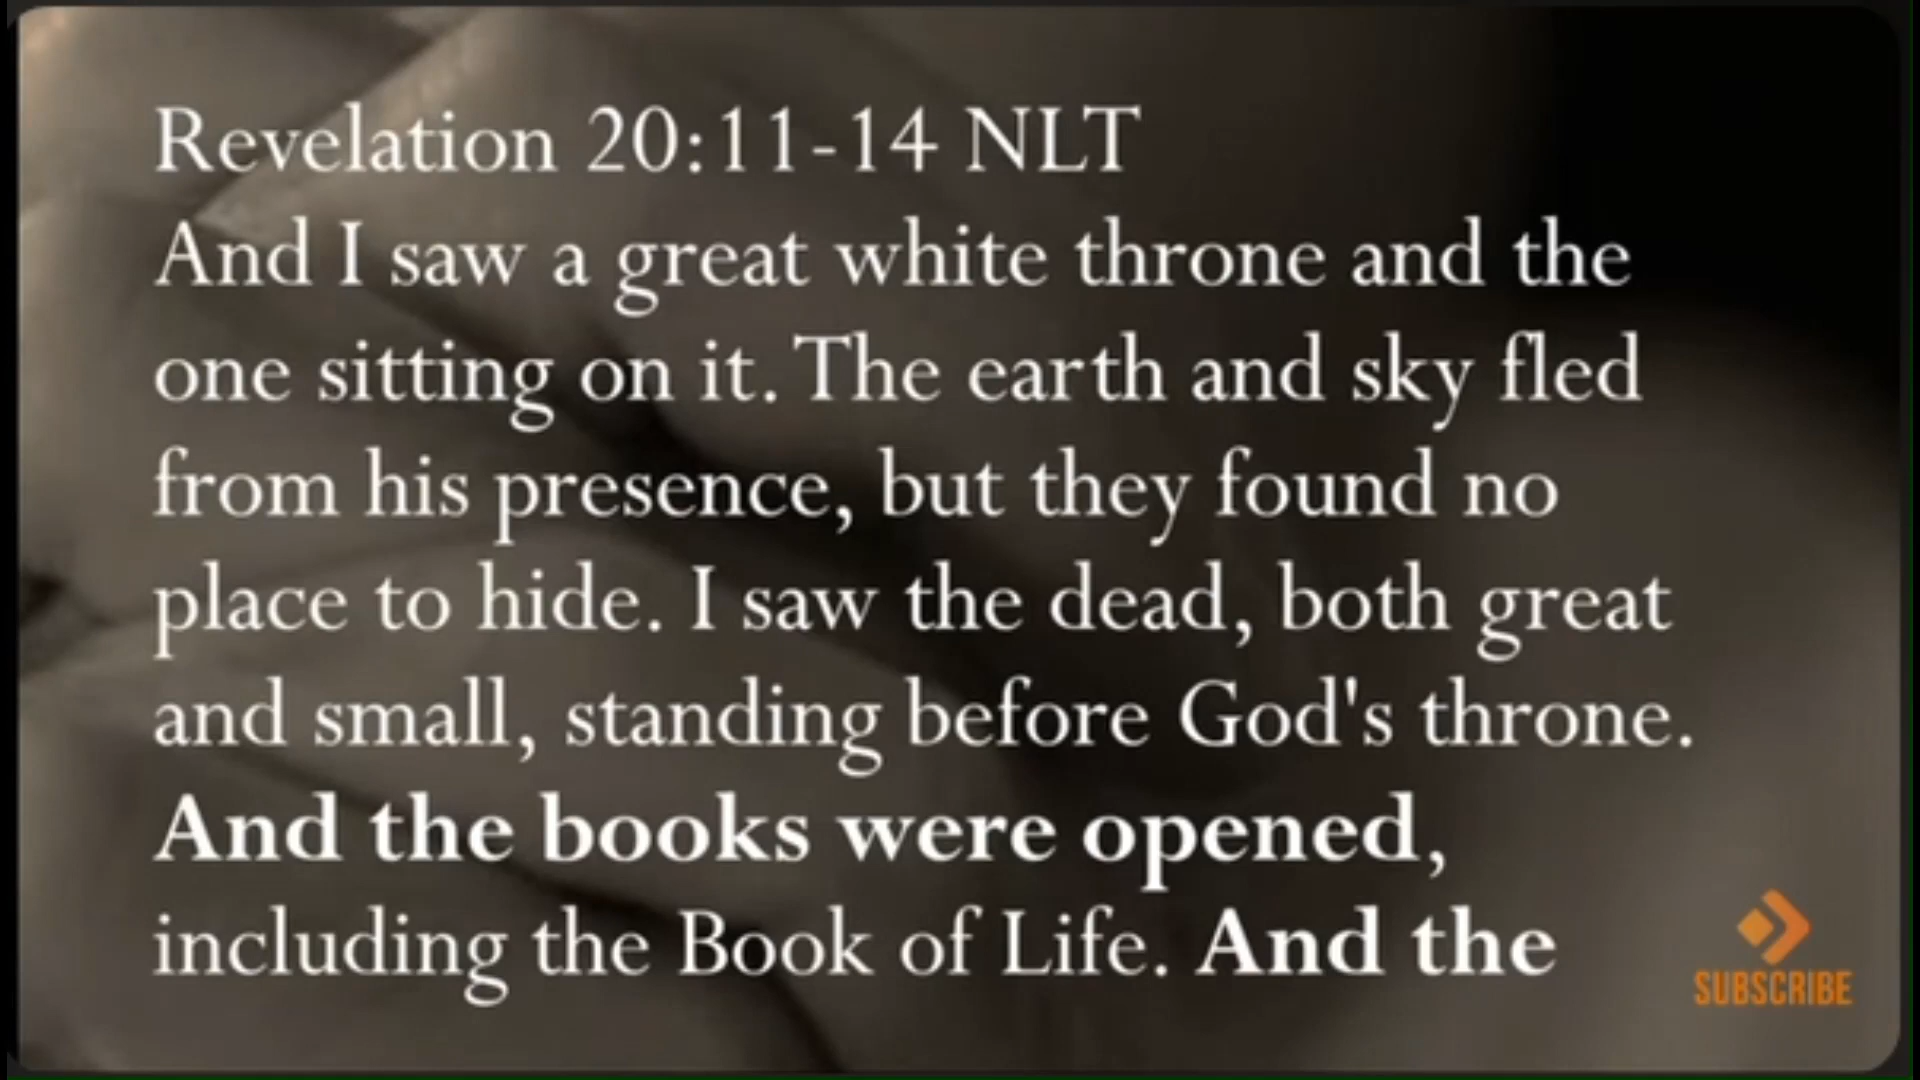 Revelation 20:11-14 NLT
And I saw a great white throne and the
one sitting on it. The earth and sky fled
from his presence, but they found no
place to hide. I saw the dead, both great
and small, standing before God's throne.
And the books were opened,
including the Book of Life. And the
SUBSCRIBE